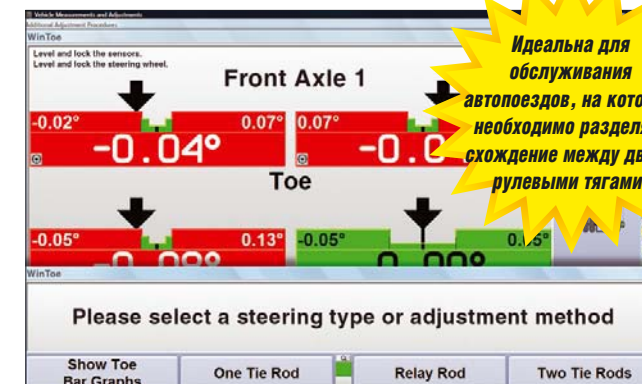 Vehicle Measurements and Adjustments
Additional Adjustment Procedures
WinToe
Level and lock the sensors.
Level and lock the steering wheel.
Front Axle 1
-0.02°
0.07°
0.07°
-0.04°
-0.0
Toe
-0.05°
0.13°
-0.05°
WinToe
Please select a steering type or adjustment method
Show Toe
Bar Graphs
One Tie Rod
Relay Rod
Two Tie Rods
Идеальна для
обслуживания
автопоездов, на
необходимо
схождение между
рулевыми тягами